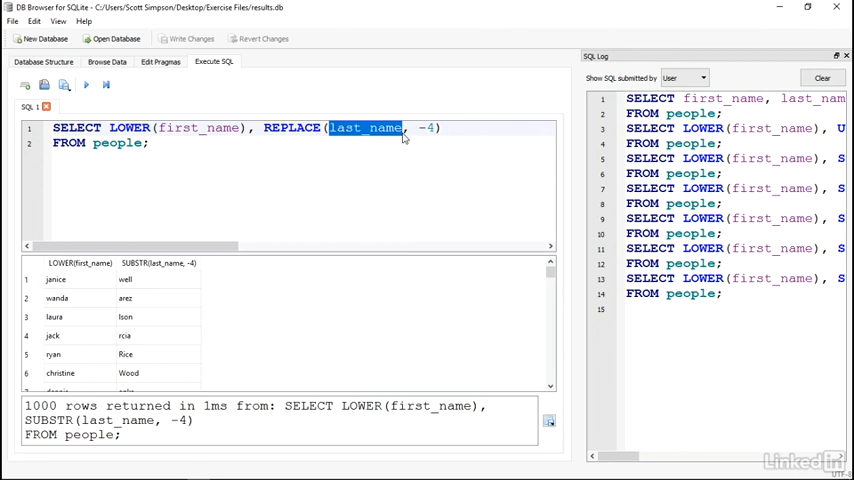 DB Browser for SQLite - C:/Users/Scott Simpson/Desktop/Exercise Files/results.db
File Edit View Help
New Database Open Database Write Changes Revert Changes
Database Structure Browse Data Edit Pragmas Execute SQL
SQL 1
1 SELECT LOWER(first_name), REPLACE(last_name, -4)
2 FROM people;
LOWER(first_name) SUBSTR(last_name, -4)
1 janice well
2 wanda arez
3 laura lson
4 jack rcia
5 ryan Rice
6 christine Wood
7
1000 rows returned in 1ms from: SELECT LOWER(first_name),
SUBSTR(last_name, -4)
FROM people;
SQL Log
Show SQL submitted by User Clear
1 SELECT first_name, last_nam
2 FROM people;
3 SELECT LOWER(first_name), U
4 FROM people;
5 SELECT LOWER(first_name), S
6 FROM people;
7 SELECT LOWER(first_name), S
8 FROM people;
9 SELECT LOWER(first_name), S
10 FROM people;
11 SELECT LOWER(first_name), S
12 FROM people;
13 SELECT LOWER(first_name), S
14 FROM people;
15
LinkedIn
UTF-8